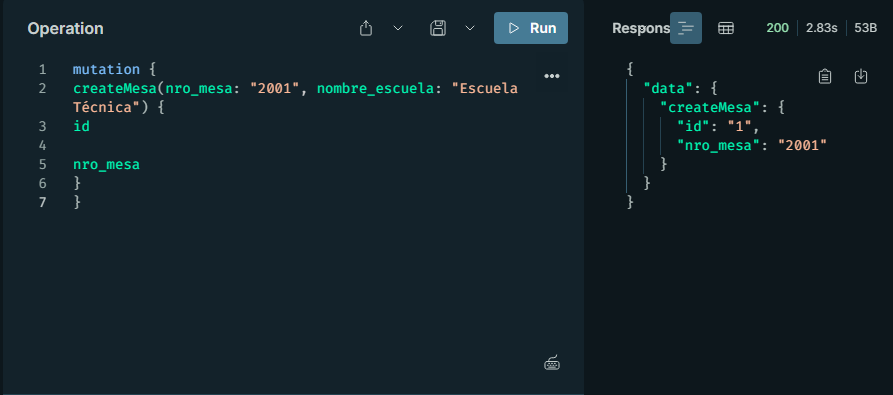 Operation
Run
1 mutation {
2 createMesa(nro_mesa: "2001", nombre_escuela: "Escuela
Técnica") {
3 id
4
5 nro_mesa
6 }
7 }
Respons
200 2.83s 53B
{
"data": {
"createMesa": {
"id": "1",
"nro_mesa": "2001"
}
}
}